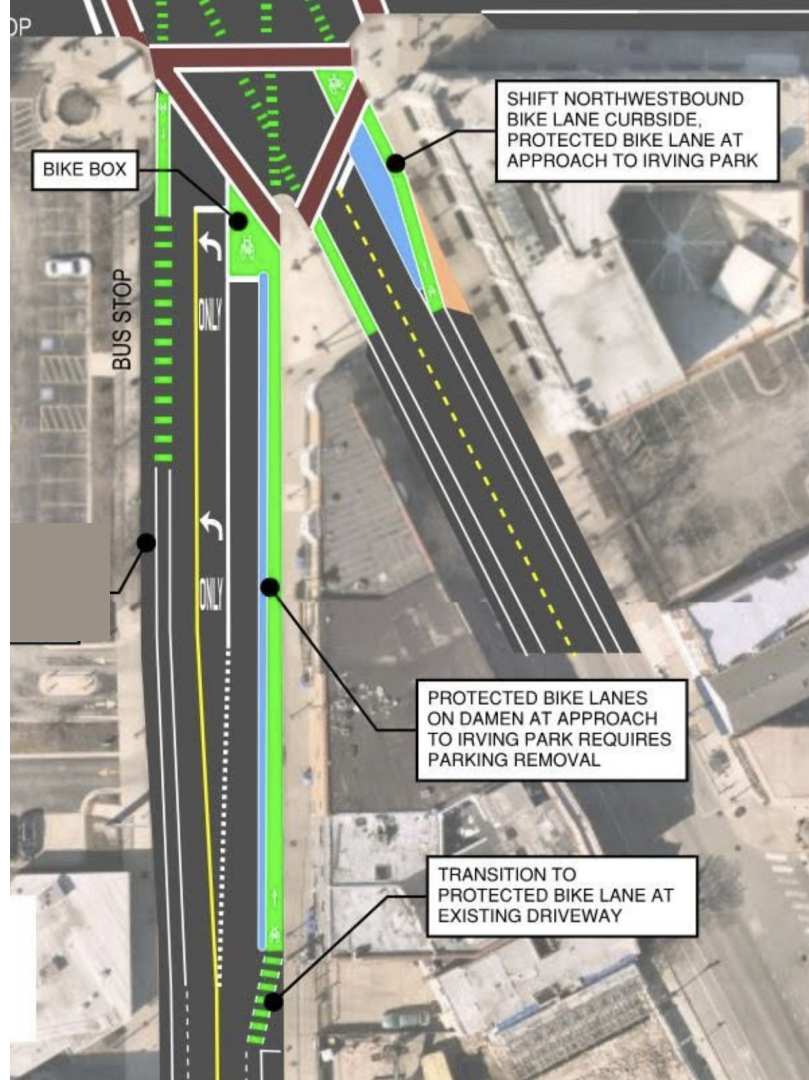 OP
SHIFT NORTHWESTBOUND
BIKE LANE CURBSIDE,
PROTECTED BIKE LANE AT
APPROACH TO IRVING PARK
BIKE BOX
BUS STOP
ONLY
ONLY
PROTECTED BIKE LANES
ON DAMEN AT APPROACH
TO IRVING PARK REQUIRES
PARKING REMOVAL
TRANSITION TO
PROTECTED BIKE LANE AT
EXISTING DRIVEWAY